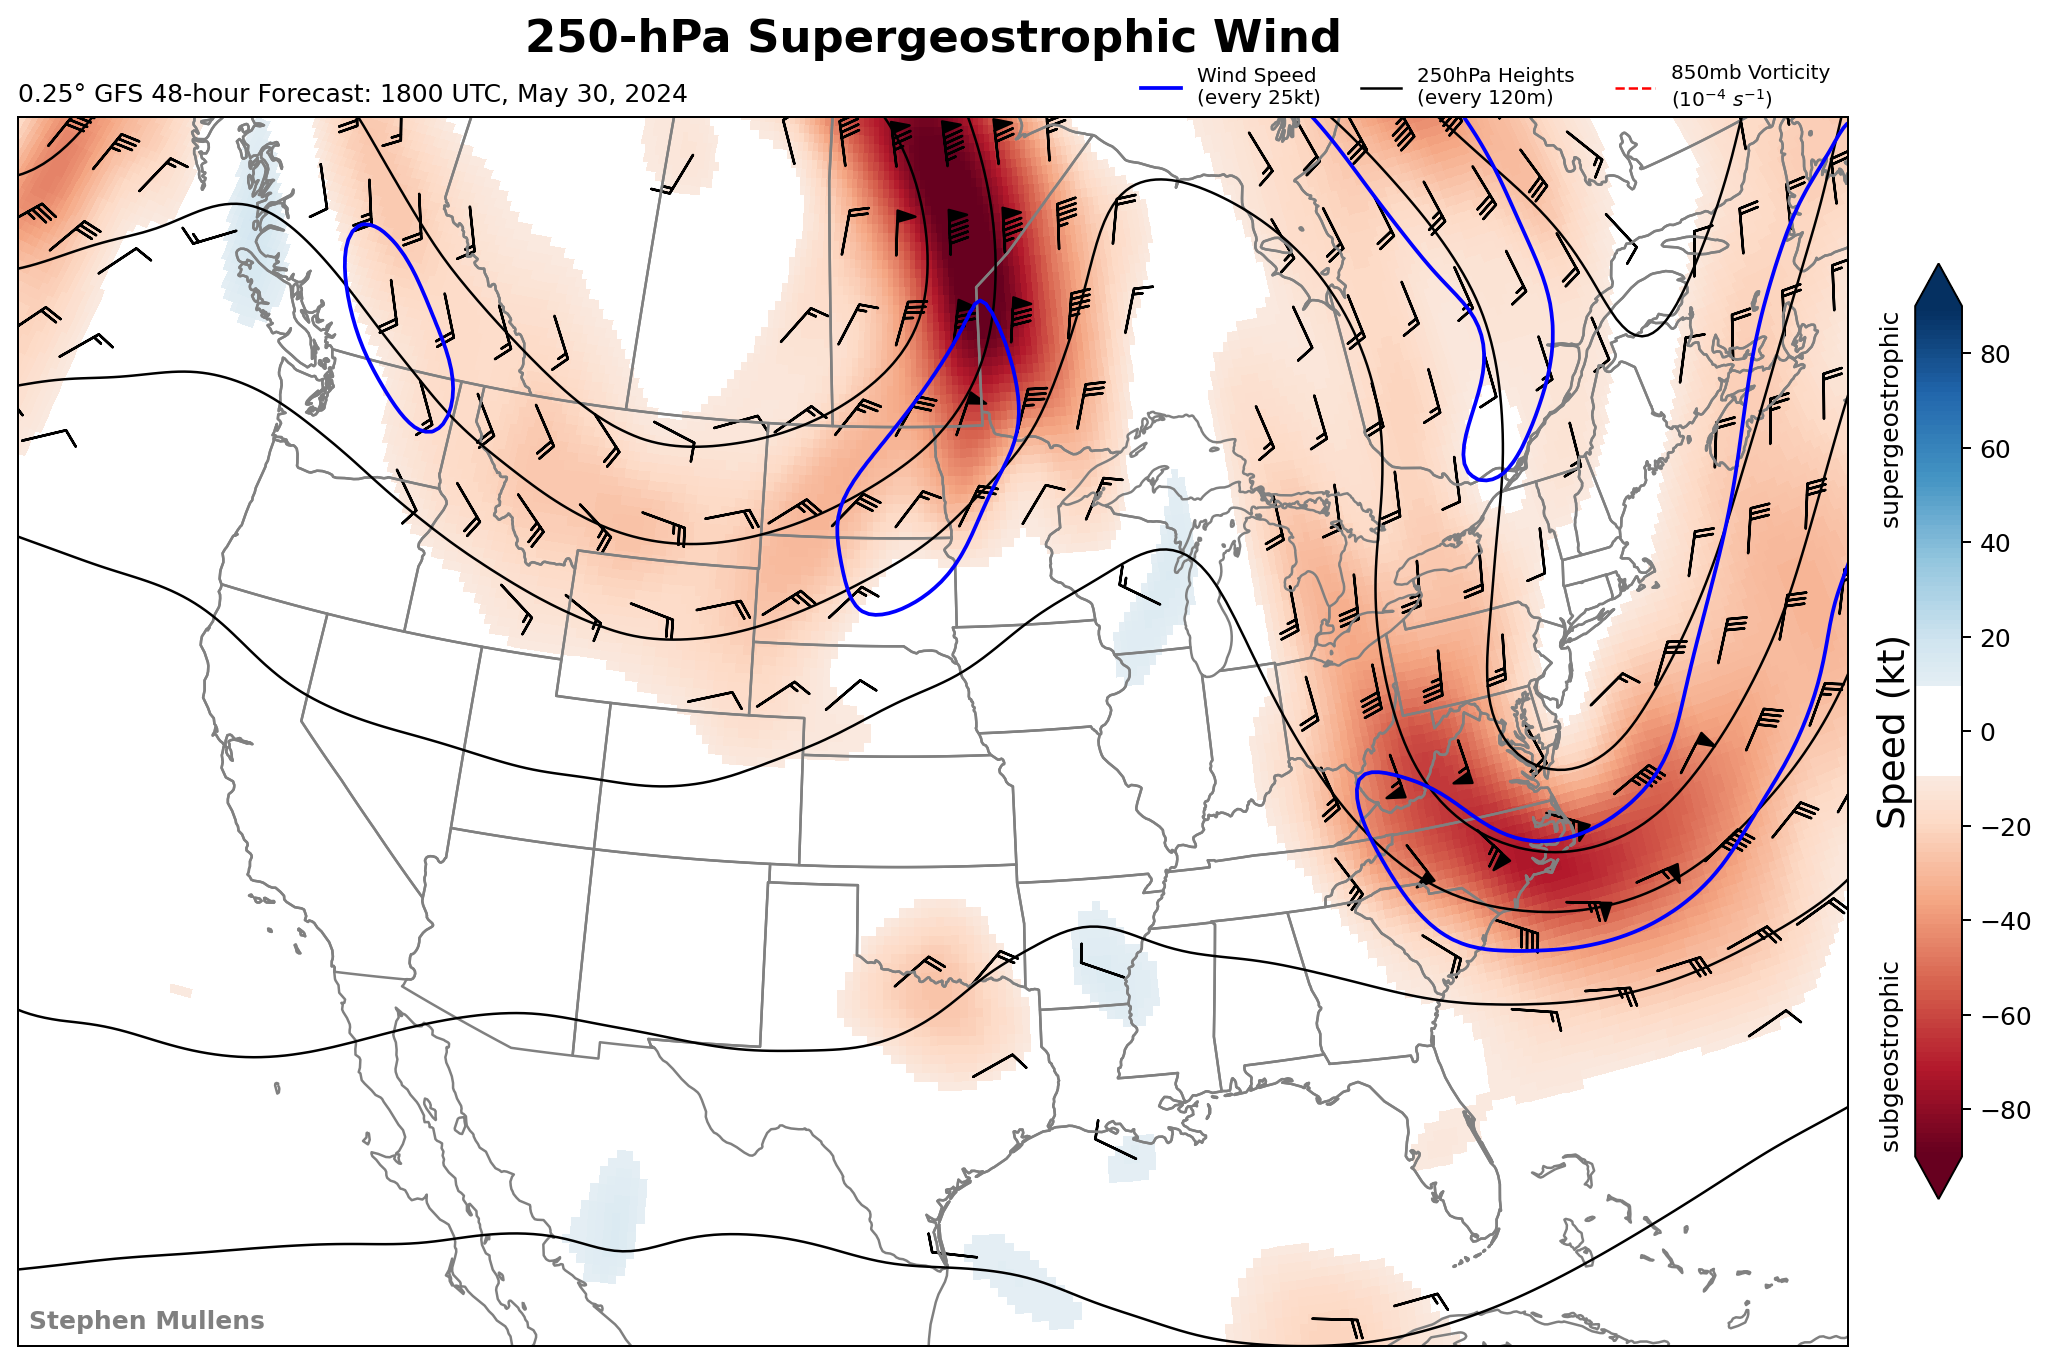 250-hPa Supergeostrophic Wind
0.25° GFS 48-hour Forecast: 1800 UTC, May 30, 2024
Wind Speed
(every 25kt)
250hPa Heights
(every 120m)
850mb Vorticity
(10⁻⁴ s⁻¹)
supergeostrophic
Speed (kt)
subgeostrophic
80
60
40
20
0
−20
−40
−60
−80
Stephen Mullens